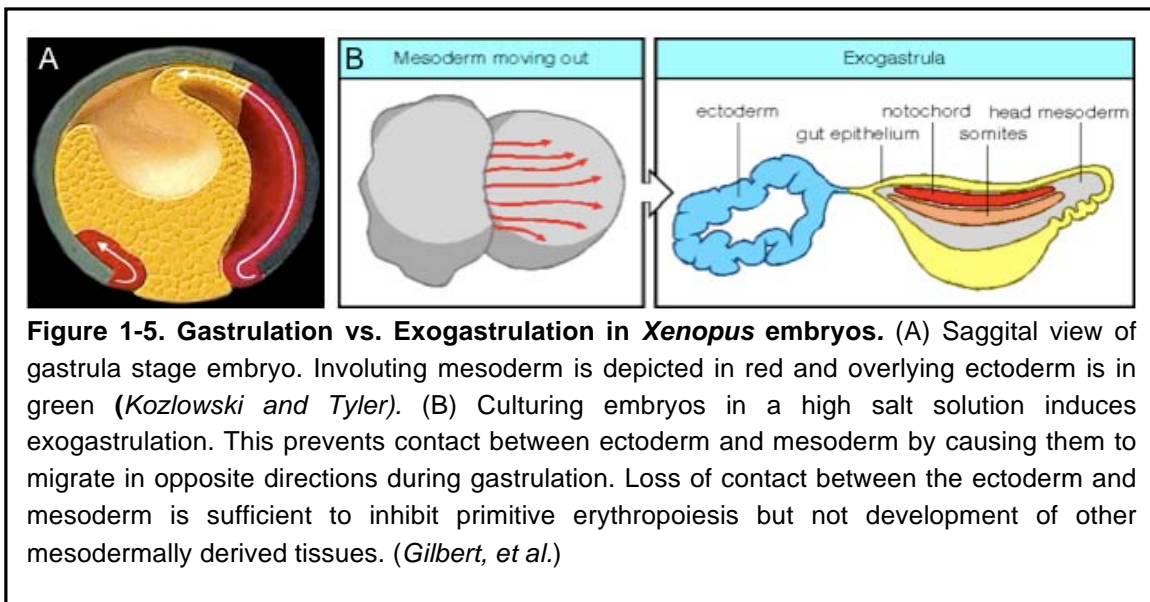 A
B
Mesoderm moving out
Exogastrula
ectoderm
notochord
head mesoderm
gut epithelium
somites
Figure 1-5. Gastrulation vs. Exogastrulation in Xenopus embryos. (A) Saggital view of
gastrula stage embryo. Involuting mesoderm is depicted in red and overlying ectoderm is in
green (Kozlowski and Tyler). (B) Culturing embryos in a high salt solution induces
exogastrulation. This prevents contact between ectoderm and mesoderm by causing them to
migrate in opposite directions during gastrulation. Loss of contact between the ectoderm and
mesoderm is sufficient to inhibit primitive erythropoiesis but not development of other
mesodermally derived tissues. (Gilbert, et al.)